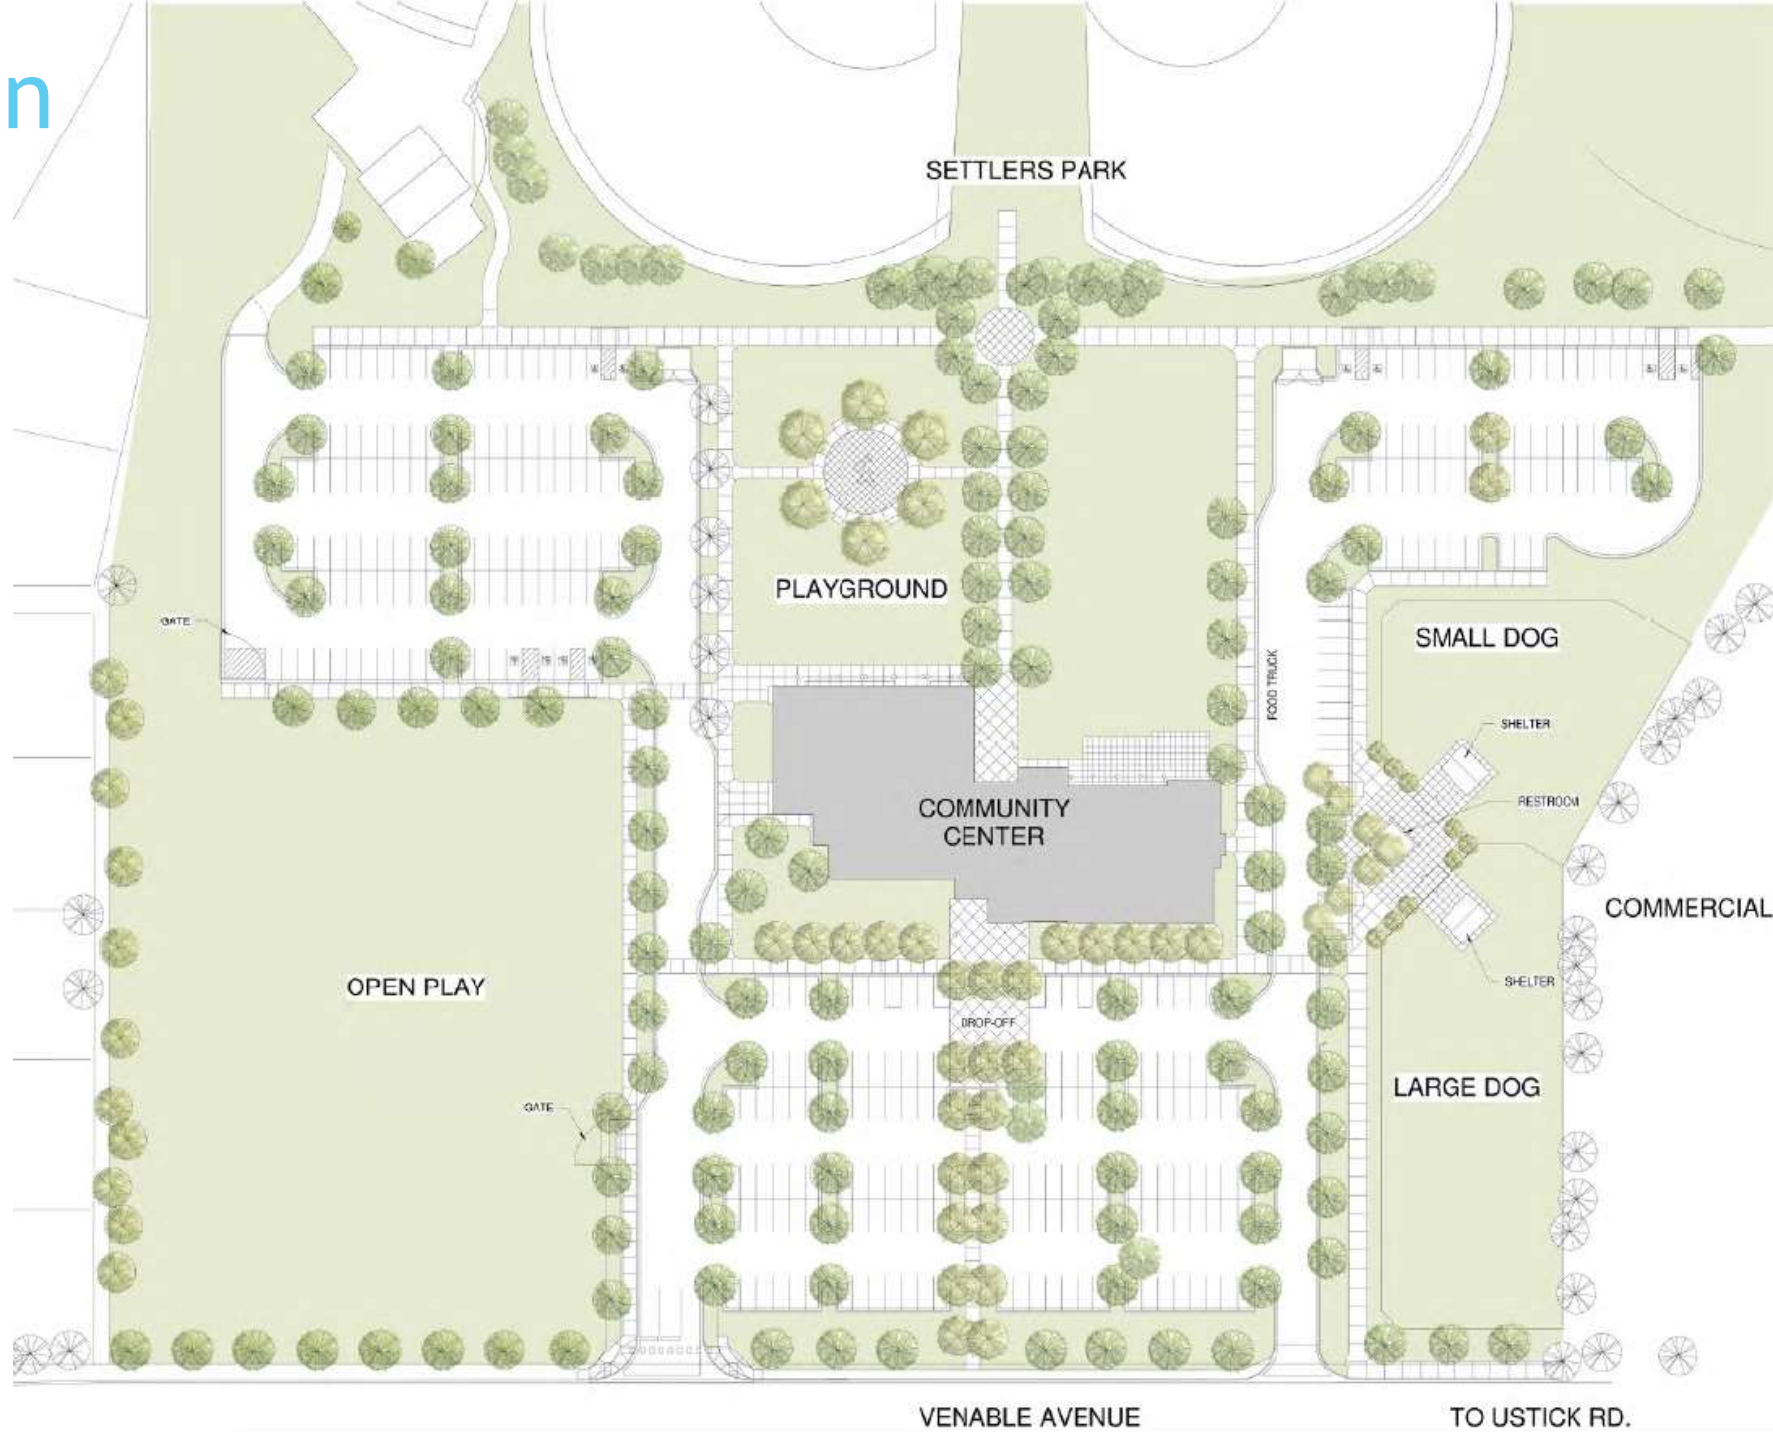 n
SETTLERS PARK
PLAYGROUND
GATE
SMALL DOG
FOOD TRUCK
SHELTER
RESTROOM
COMMUNITY
CENTER
COMMERCIAL
OPEN PLAY
SHELTER
DROP-OFF
LARGE DOG
GATE
VENABLE AVENUE
TO USTICK RD.